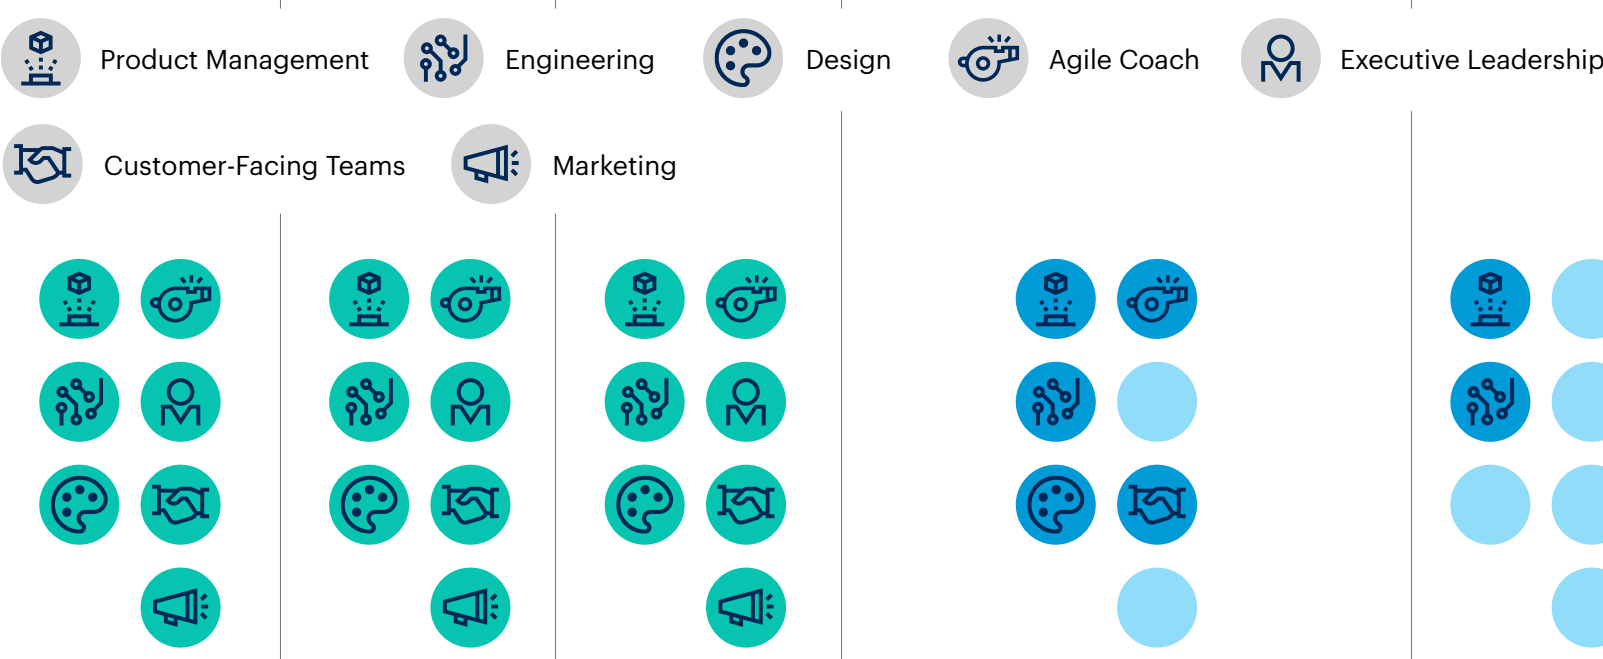 Product Management Engineering Design Agile Coach Executive Leadership
Customer-Facing Teams Marketing